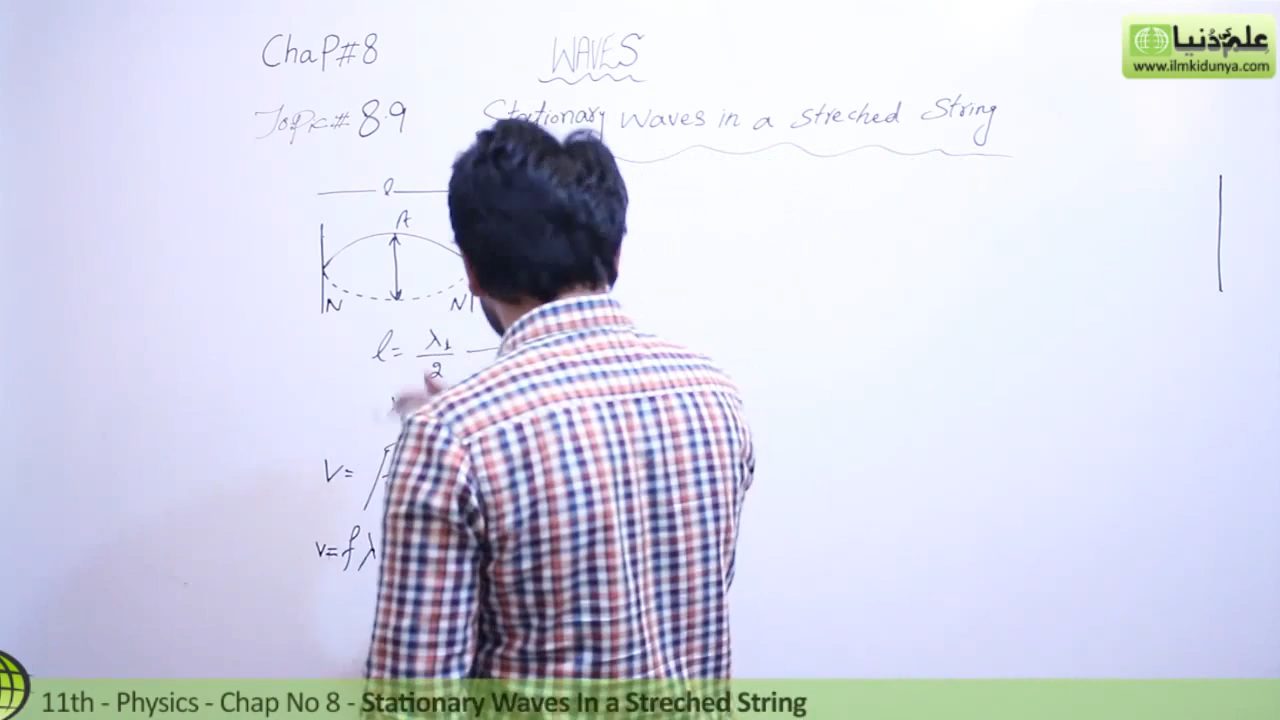 ChaP#8
WAVES
علم کی دُنیا
www.ilmkidunya.com
Topic# 8.9
Stationary Waves in a Streched String
l
A
N
N
l= λ1/2
V=
v=fλ
11th - Physics - Chap No 8 - Stationary Waves In a Streched String